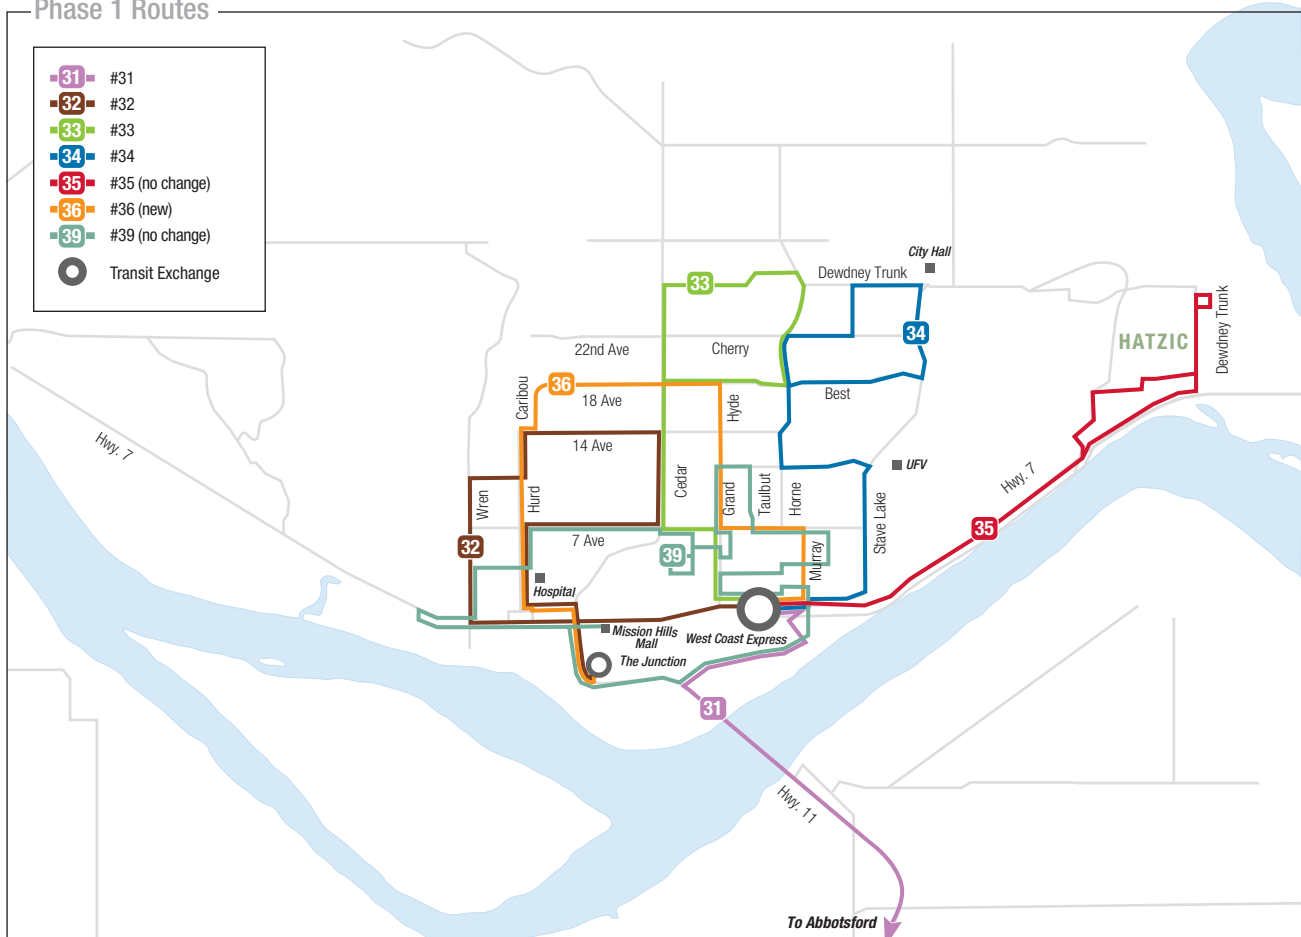 Phase 1 Routes
31 #31
32 #32
33 #33
34 #34
35 #35 (no change)
36 #36 (new)
39 #39 (no change)
Transit Exchange
City Hall
Dewdney Trunk
33
34
Dewdney Trunk
HATZIC
22nd Ave
Cherry
Caribou
36
18 Ave
Hyde
Best
14 Ave
Hwy. 7
UFV
Cedar
Wren
Hurd
Grand
Taulbut
Horne
Stave Lake
Hwy. 7
35
32
7 Ave
39
Murray
Hospital
Mission Hills
Mall
West Coast Express
The Junction
31
Hwy. 11
To Abbotsford